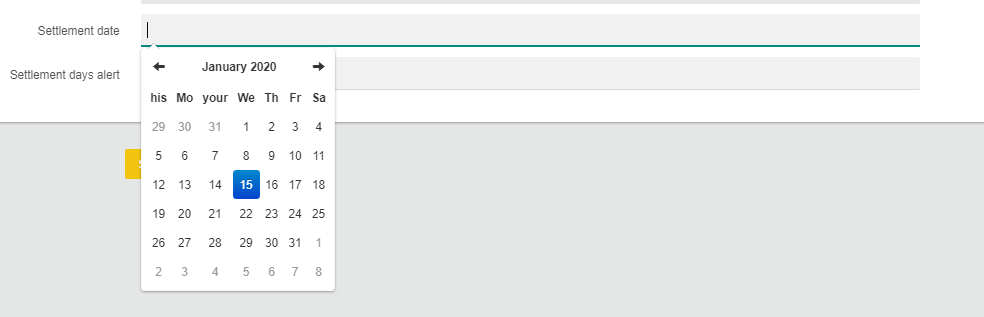 Settlement date
Settlement days alert
January 2020
his Mo your We Th Fr Sa
29 30 31 1 2 3 4
5 6 7 8 9 10 11
12 13 14 15 16 17 18
19 20 21 22 23 24 25
26 27 28 29 30 31 1
2 3 4 5 6 7 8